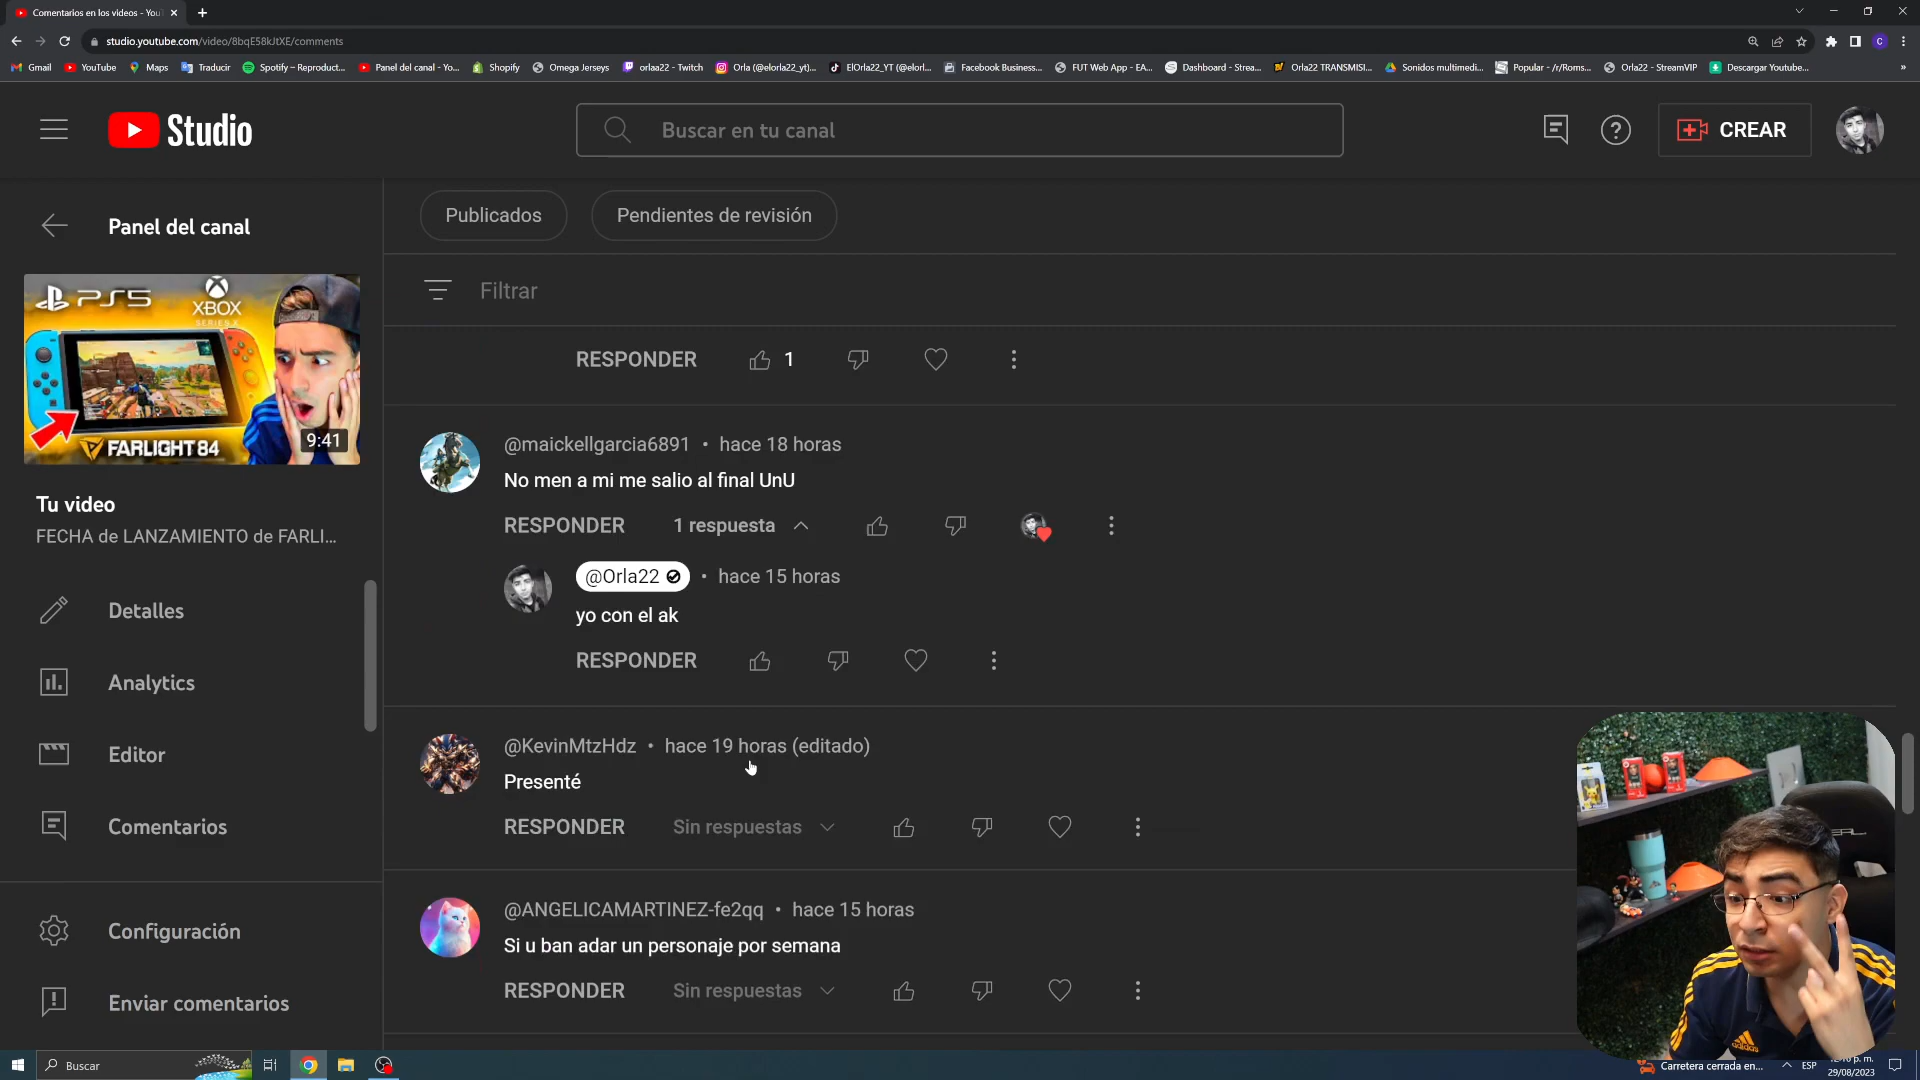 Comentarios en los videos - You
studio.youtube.com/video/8bqE58kJtXE/comments
Gmail
YouTube
Maps
Traducir
Spotify – Reproduct...
Panel del canal - Yo...
Shopify
Omega Jerseys
orlaa22 - Twitch
Orla (@elorla22_yt)...
ElOrla22_YT (@elorl...
Facebook Business...
FUT Web App - EA...
Dashboard - Strea...
Orla22 TRANSMISI...
Sonidos multimedi...
Popular - /r/Roms...
Orla22 - StreamVIP
Descargar Youtube...
Studio
Buscar en tu canal
CREAR
C
Panel del canal
Publicados
Pendientes de revisión
Filtrar
PS5
XBOX
SERIES X
FARLIGHT 84
9:41
Tu video
FECHA de LANZAMIENTO de FARLI...
Detalles
Analytics
Editor
Comentarios
Configuración
Enviar comentarios
RESPONDER 1
@maickellgarcia6891 • hace 18 horas
No men a mi me salio al final UnU
RESPONDER 1 respuesta
@Orla22 • hace 15 horas
yo con el ak
RESPONDER
@KevinMtzHdz • hace 19 horas (editado)
Presenté
RESPONDER Sin respuestas
@ANGELICAMARTINEZ-fe2qq • hace 15 horas
Si u ban adar un personaje por semana
RESPONDER Sin respuestas
adidas
Buscar
Carretera cerrada en...
ESP
p. m.
29/08/2023